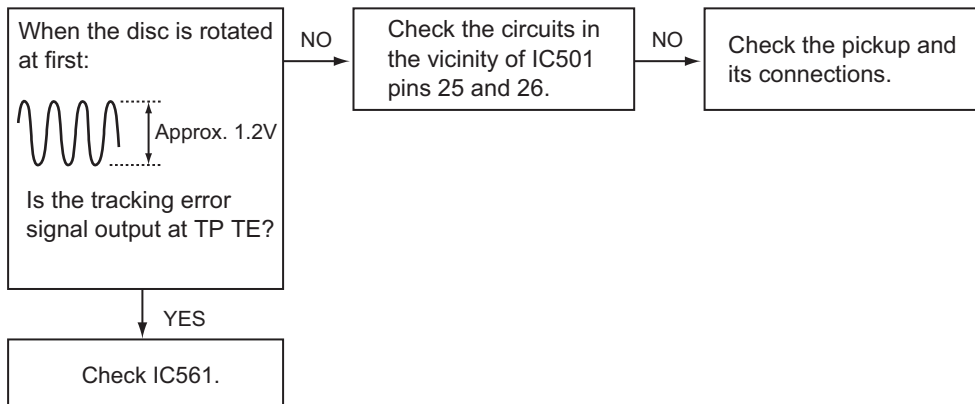 When the disc is rotated
at first:
Approx. 1.2V
Is the tracking error
signal output at TP TE?
NO
Check the circuits in
the vicinity of IC501
pins 25 and 26.
NO
Check the pickup and
its connections.
YES
Check IC561.